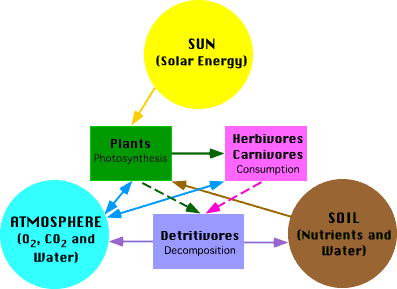 SUN
(Solar Energy)
Plants
Photosynthesis
Herbivores
Carnivores
Consumption
ATMOSPHERE
(O₂, CO₂ and
Water)
SOIL
(Nutrients and
Water)
Detritivores
Decomposition